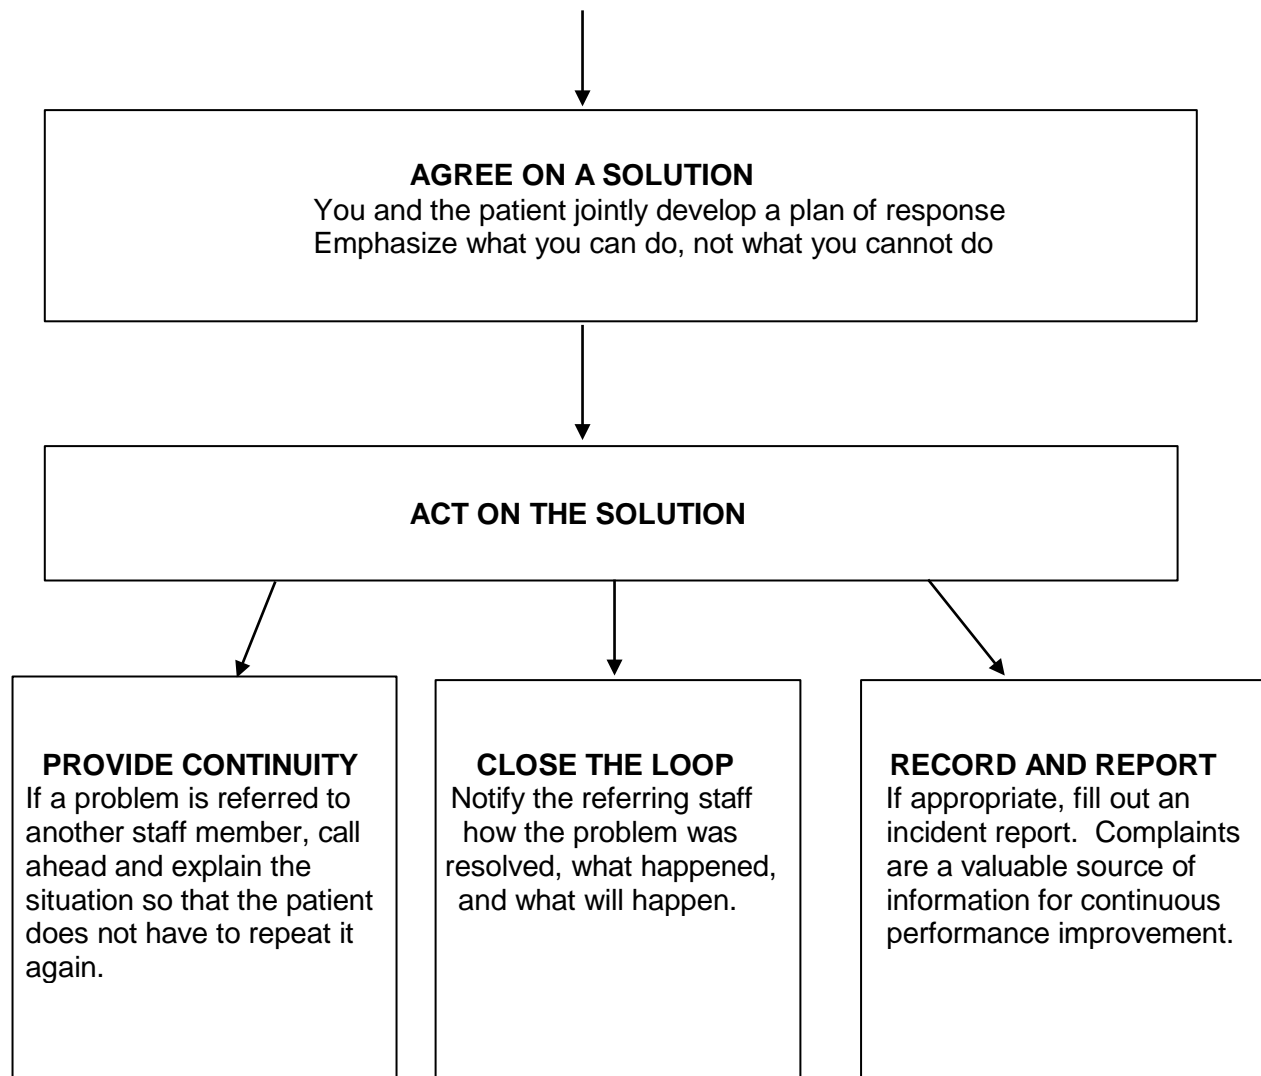 AGREE ON A SOLUTION
You and the patient jointly develop a plan of response
Emphasize what you can do, not what you cannot do
ACT ON THE SOLUTION
PROVIDE CONTINUITY
If a problem is referred to
another staff member, call
ahead and explain the
situation so that the patient
does not have to repeat it
again.
CLOSE THE LOOP
Notify the referring staff
how the problem was
resolved, what happened,
and what will happen.
RECORD AND REPORT
If appropriate, fill out an
incident report.  Complaints
are a valuable source of
information for continuous
performance improvement.